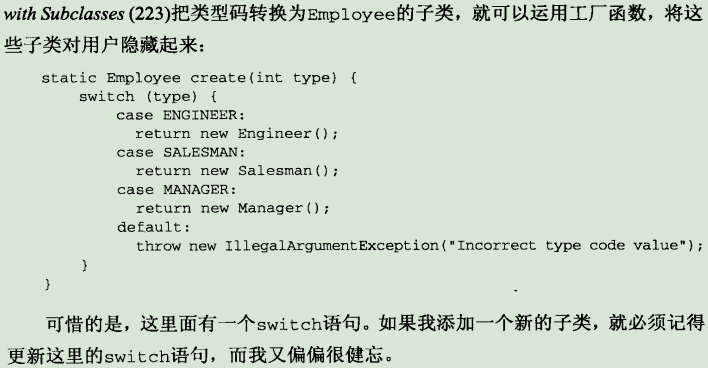 with Subclasses (223)把类型码转换为Employee的子类，就可以运用工厂函数，将这
些子类对用户隐藏起来：
static Employee create(int type) {
switch (type) {
case ENGINEER:
return new Engineer();
case SALESMAN:
return new Salesman();
case MANAGER:
return new Manager();
default:
throw new IllegalArgumentException("Incorrect type code value");
}
}
可惜的是，这里面有一个switch语句。如果我添加一个新的子类，就必须记得
更新这里的switch语句，而我又偏偏很健忘。